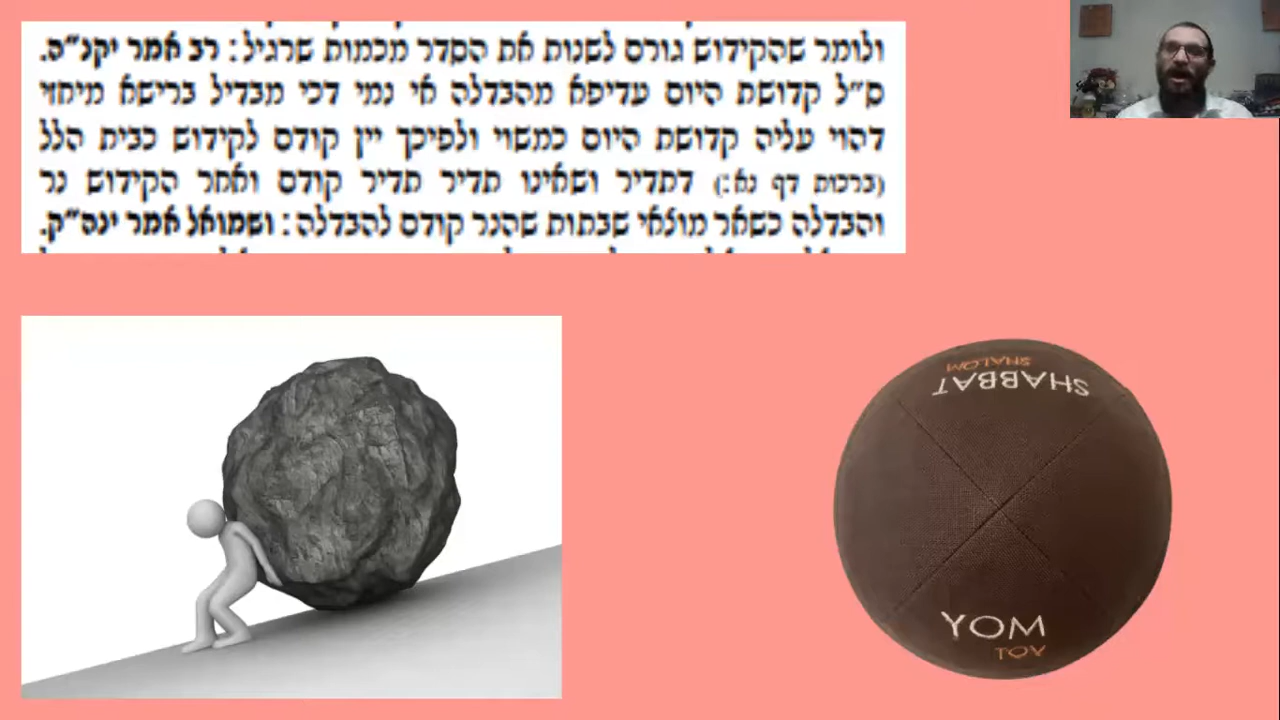 ולומר שהקידוש גורם לשנות את הסדר מכמות שרגיל: רב אמר יקנ״ה.
ס״ל קדושת היום עדיפא מהבדלה אי נמי דכי מבדיל ברישא מיחזי
דהוי עליה קדושת היום כמשוי ולפיכך יין קודם לקידוש כבית הלל
(ברכות דף נא:) דתדיר ושאינו תדיר תדיר קודם ואחר הקידוש נר
והבדלה כשאר מוצאי שבתות שהנר קודם להבדלה: ושמואל אמר ינה״ק.
SHALOM
SHABBAT
YOM
TOV